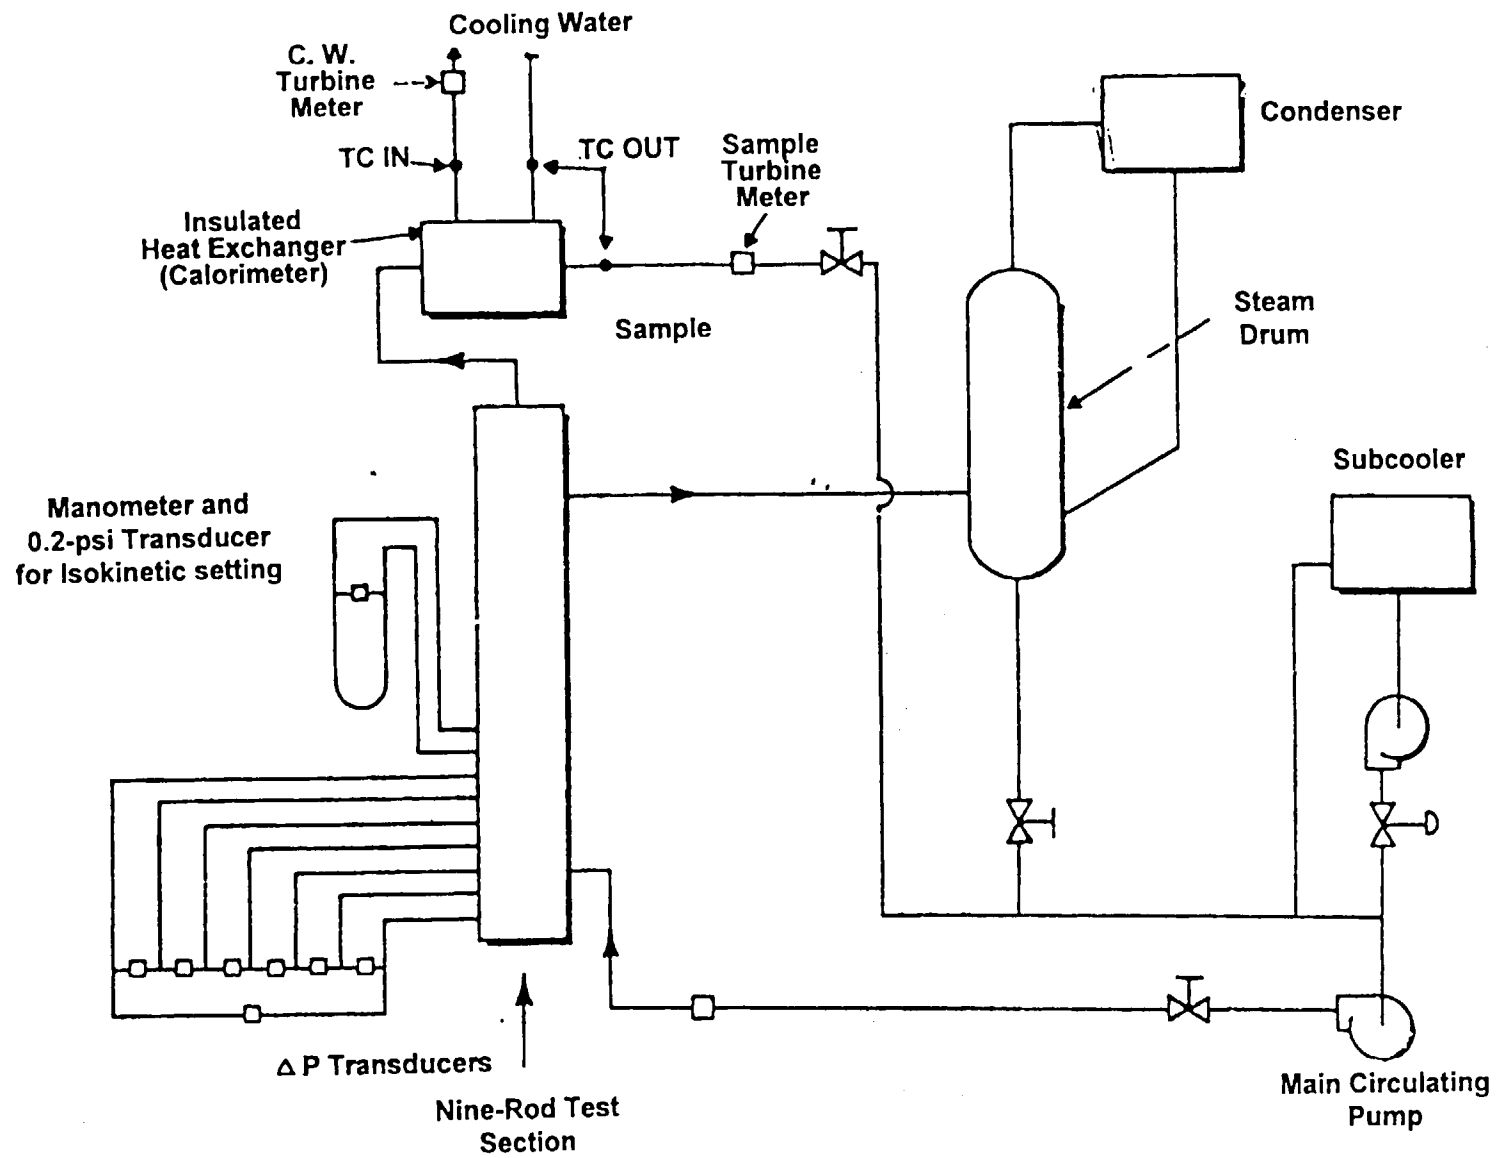 Cooling Water
C. W.
Turbine
Meter
TC IN
TC OUT
Sample
Turbine
Meter
Condenser
Insulated
Heat Exchanger
(Calorimeter)
Sample
Steam
Drum
Subcooler
Manometer and
0.2-psi Transducer
for Isokinetic setting
Δ P Transducers
Nine-Rod Test
Section
Main Circulating
Pump